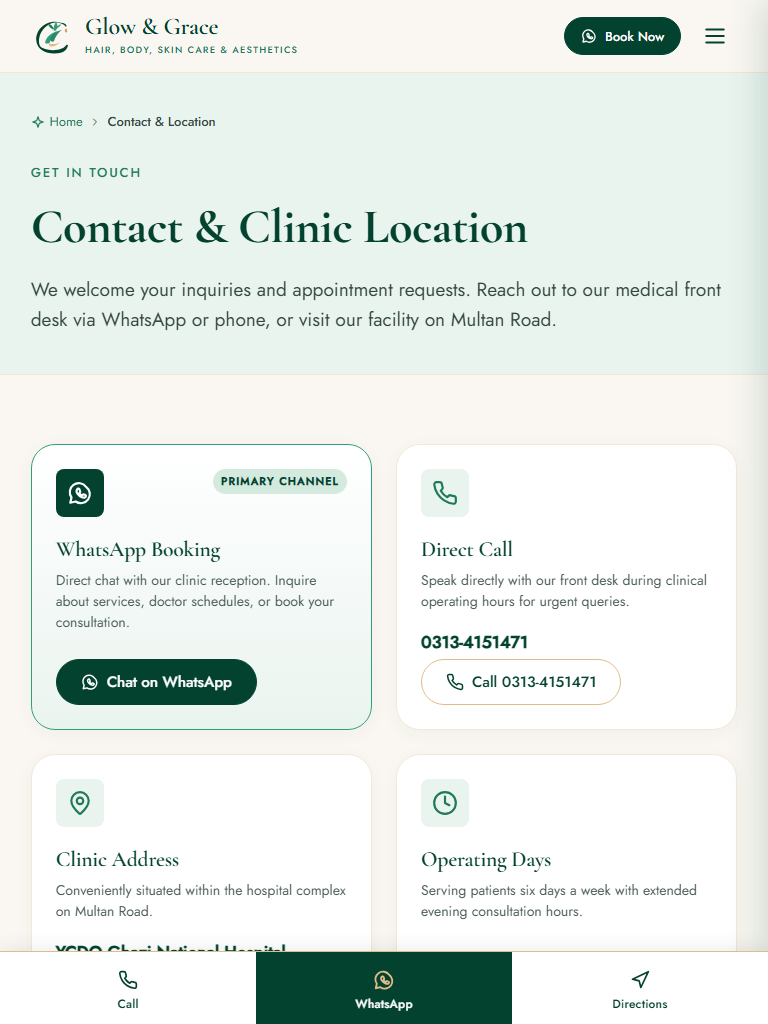 Glow & Grace
HAIR, BODY, SKIN CARE & AESTHETICS
Book Now
Home
Contact & Location
GET IN TOUCH
Contact & Clinic Location
We welcome your inquiries and appointment requests. Reach out to our medical front
desk via WhatsApp or phone, or visit our facility on Multan Road.
PRIMARY CHANNEL
WhatsApp Booking
Direct chat with our clinic reception. Inquire
about services, doctor schedules, or book your
consultation.
Chat on WhatsApp
Direct Call
Speak directly with our front desk during clinical
operating hours for urgent queries.
0313-4151471
Call 0313-4151471
Clinic Address
Conveniently situated within the hospital complex
on Multan Road.
YCDO Ghazi National Hospital
Operating Days
Serving patients six days a week with extended
evening consultation hours.
Call
WhatsApp
Directions